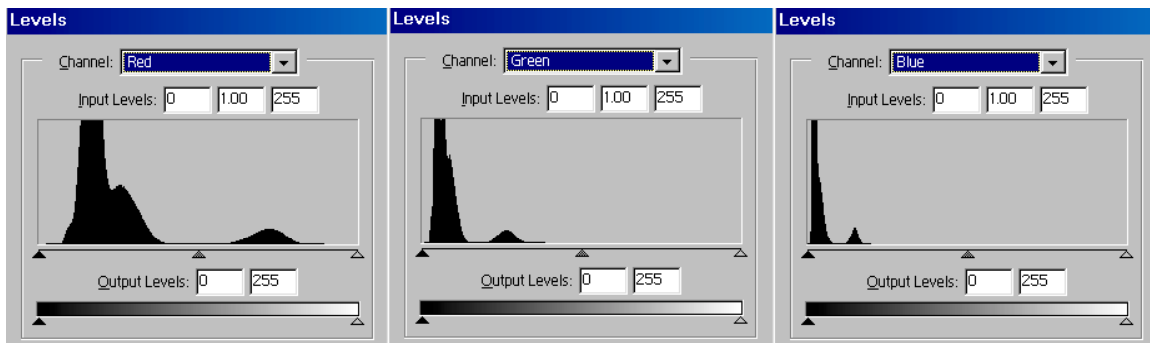 Levels
Channel: Red
Input Levels: 0 1.00 255
Output Levels: 0 255
Levels
Channel: Green
Input Levels: 0 1.00 255
Output Levels: 0 255
Levels
Channel: Blue
Input Levels: 0 1.00 255
Output Levels: 0 255